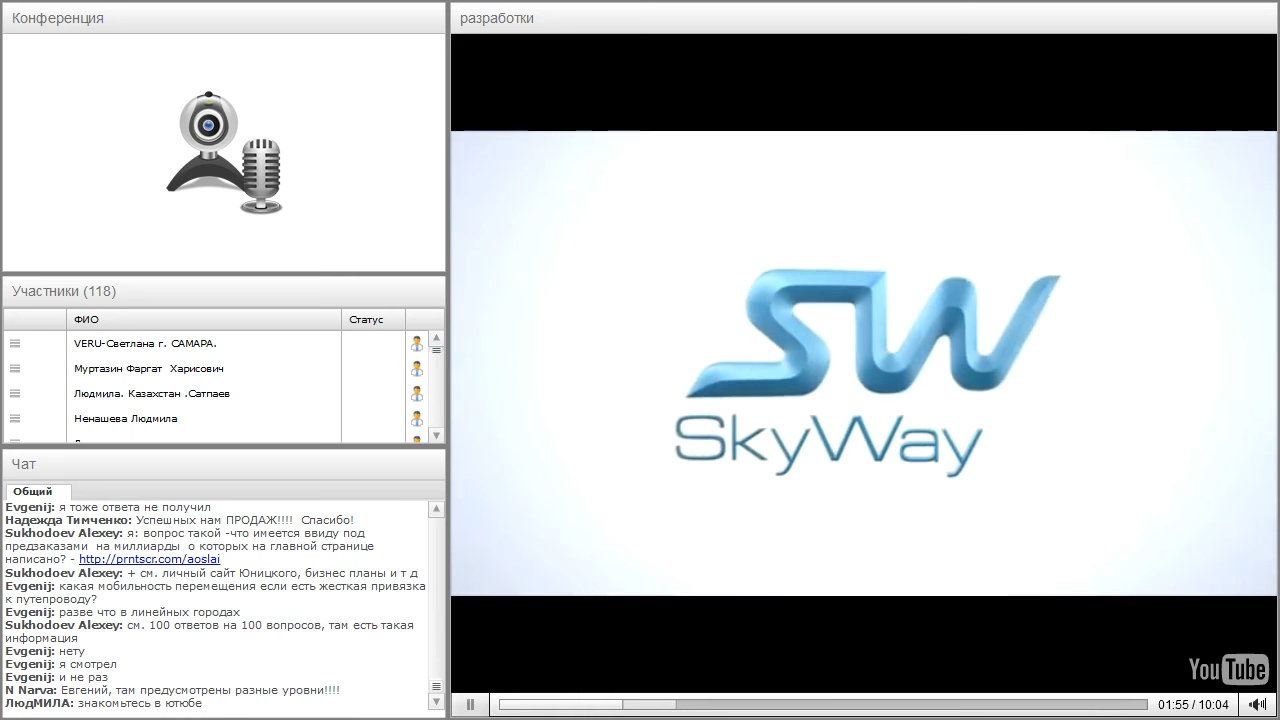 Конференция
разработки
SW
SkyWay
Участники (118)
ФИО
Статус
VERU-Светлана г. САМАРА.
Муртазин Фаргат  Харисович
Людмила. Казахстан .Сатпаев
Ненашева Людмила
Чат
Общий
Evgenij: я тоже ответа не получил
Надежда Тимченко: Успешных нам ПРОДАЖ!!!!  Спасибо!
Sukhodoev Alexey: я: вопрос такой -что имеется ввиду под
предзаказами  на миллиарды  о которых на главной странице
написано? - http://prntscr.com/aoslai
Sukhodoev Alexey: + см. личный сайт Юницкого, бизнес планы и т д
Evgenij: какая мобильность перемещения если есть жесткая привязка
к путепроводу?
Evgenij: разве что в линейных городах
Sukhodoev Alexey: см. 100 ответов на 100 вопросов, там есть такая
информация
Evgenij: нету
Evgenij: я смотрел
Evgenij: и не раз
N Narva: Евгений, там предусмотрены разные уровни!!!!
ЛюдМИЛА: знакомьтесь в клюбе
YouTube
01:55 / 10:04